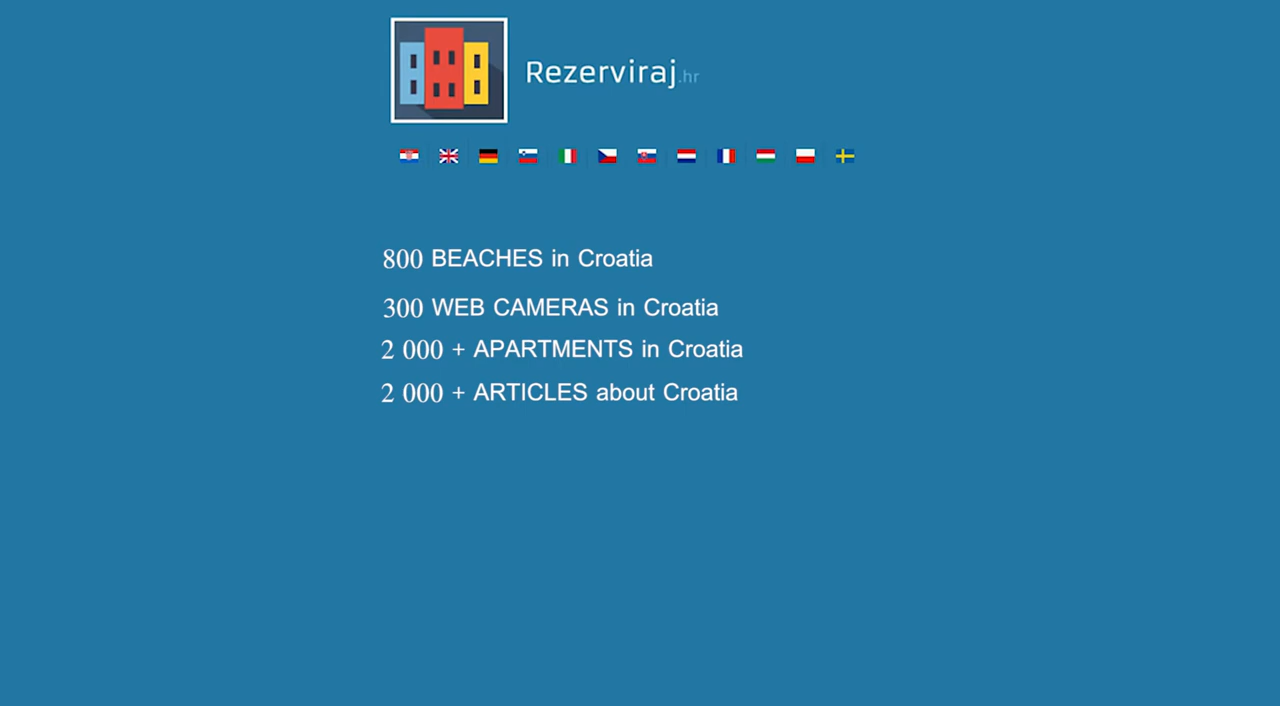 Rezerviraj.hr
800 BEACHES in Croatia
300 WEB CAMERAS in Croatia
2 000 + APARTMENTS in Croatia
2 000 + ARTICLES about Croatia